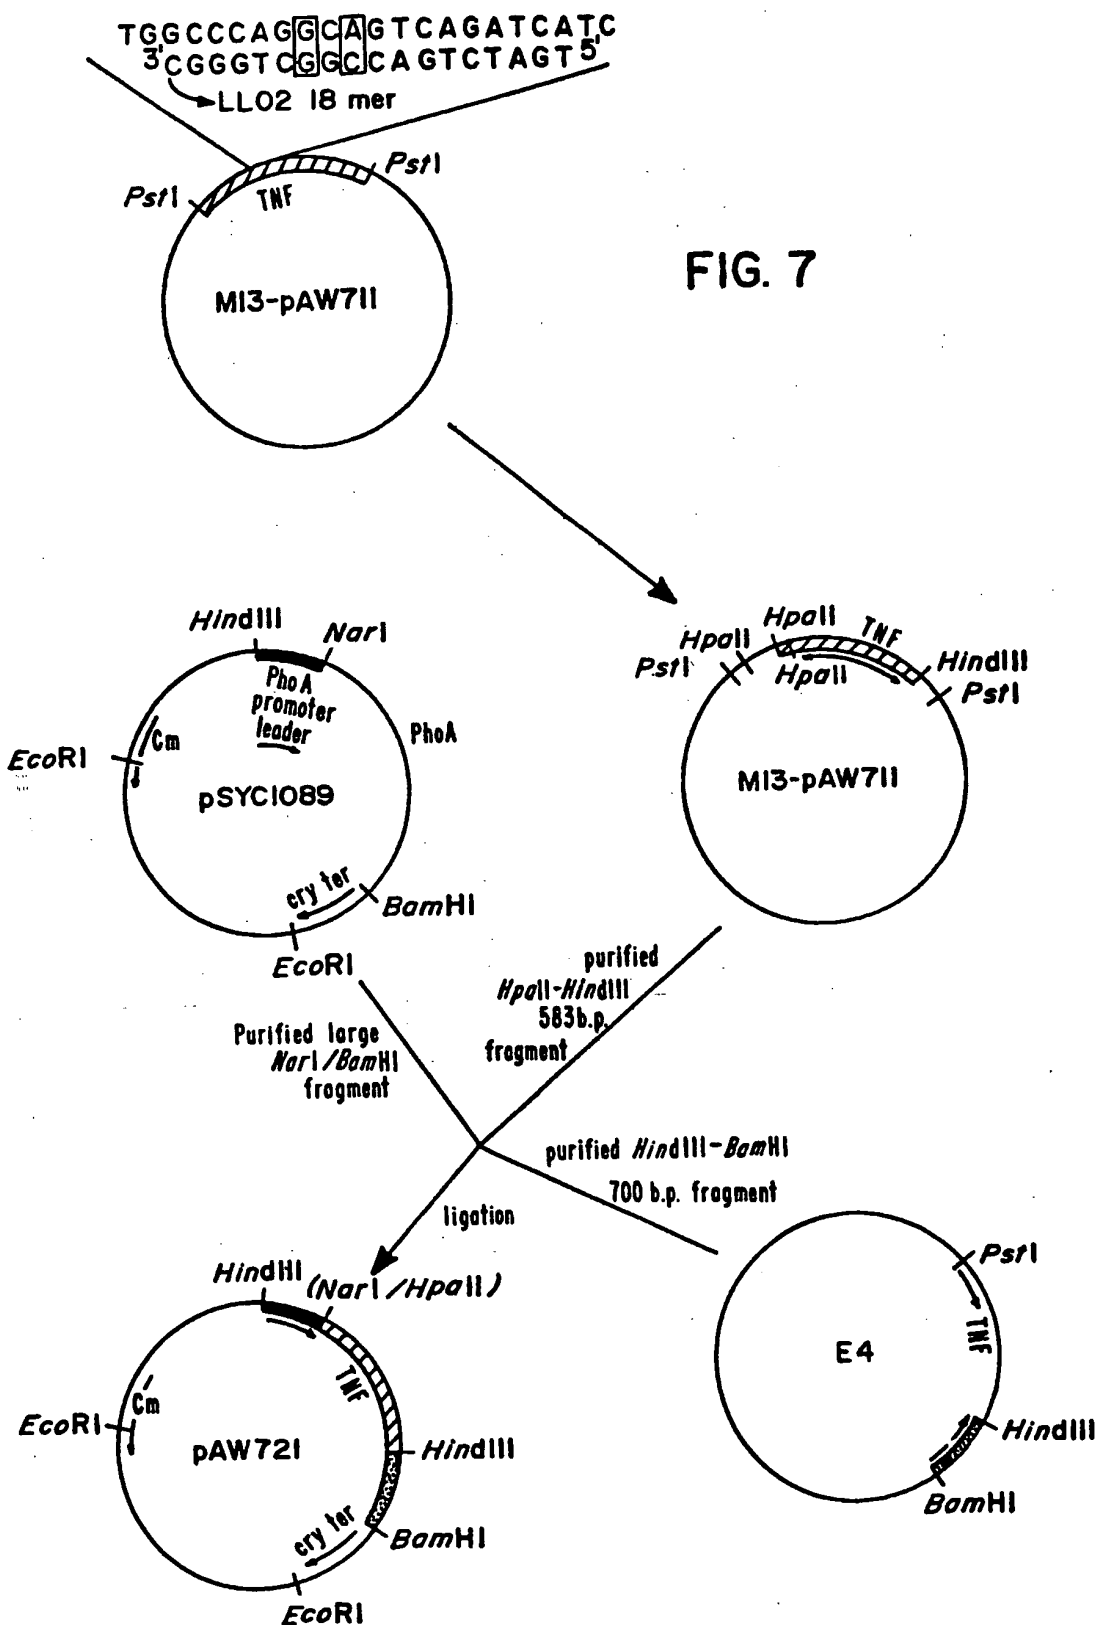 TGGCCCAGGCAGTCAGATCATC
3'CGGGTCGGCCAGTCTAGT5'
LL02 18 mer
PstI
PstI
TNF
M13-pAW711
FIG. 7
HindIII
NarI
PhoA
promoter
leader
PhoA
Cm
EcoRI
pSYC1089
cry ter
BamHI
EcoRI
HpaII
TNF
HpaII
PstI
HpaII
HindIII
PstI
M13-pAW711
purified
HpaII-HindIII
583b.p.
fragment
Purified large
NarI/BamHI
fragment
purified HindIII-BamHI
700 b.p. fragment
ligation
HindIII
(NarI/HpaII)
TNF
Cm
EcoRI
pAW721
HindIII
cry ter
BamHI
EcoRI
PstI
TNF
E4
HindIII
BamHI